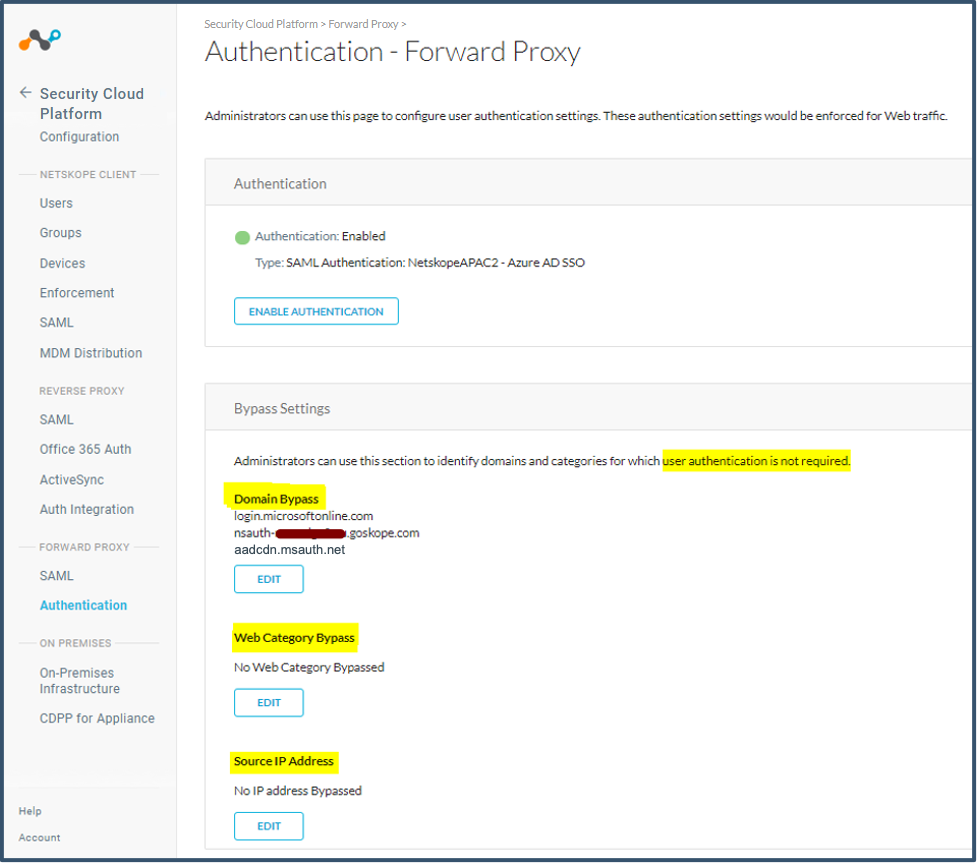 Security Cloud Platform > Forward Proxy >
Authentication - Forward Proxy
Administrators can use this page to configure user authentication settings. These authentication settings would be enforced for Web traffic.
Security Cloud
Platform
Configuration
NETSKOPE CLIENT
Users
Groups
Devices
Enforcement
SAML
MDM Distribution
REVERSE PROXY
SAML
Office 365 Auth
ActiveSync
Auth Integration
FORWARD PROXY
SAML
Authentication
ON PREMISES
On-Premises
Infrastructure
CDPP for Appliance
Help
Account
Authentication
Authentication: Enabled
Type: SAML Authentication: NetskopeAPAC2 - Azure AD SSO
ENABLE AUTHENTICATION
Bypass Settings
Administrators can use this section to identify domains and categories for which user authentication is not required.
Domain Bypass
login.microsoftonline.com
nsauth- .goskope.com
aadcdn.msauth.net
EDIT
Web Category Bypass
No Web Category Bypassed
EDIT
Source IP Address
No IP address Bypassed
EDIT